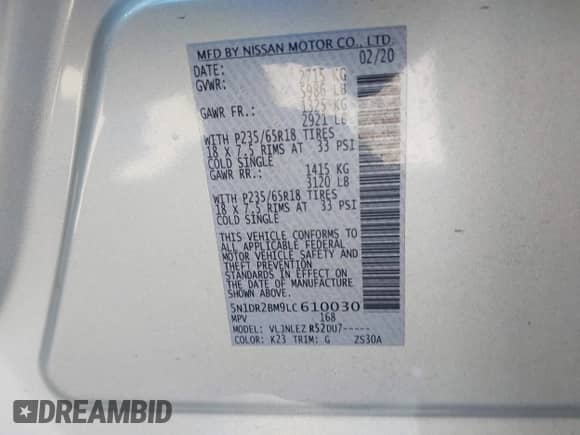 MFD BY NISSAN MOTOR CO., LTD.
DATE: 02/20
GVWR: 2715 KG
5986 LB
GAWR FR.: 1325 KG
2921 LB
WITH P235/65R18 TIRES
18 X 7.5 RIMS AT 33 PSI
COLD SINGLE
GAWR RR.: 1415 KG
3120 LB
WITH P235/65R18 TIRES
18 X 7.5 RIMS AT 33 PSI
COLD SINGLE
THIS VEHICLE CONFORMS TO
ALL APPLICABLE FEDERAL
MOTOR VEHICLE SAFETY AND
THEFT PREVENTION
STANDARDS IN EFFECT ON
THE DATE OF MANUFACTURE
SHOWN ABOVE.
5N1DR2BM9LC610030
MPV 168
MODEL: VLJNLEZ R52DU7-----
COLOR: K23 TRIM: G ZS30A
DREAMBID